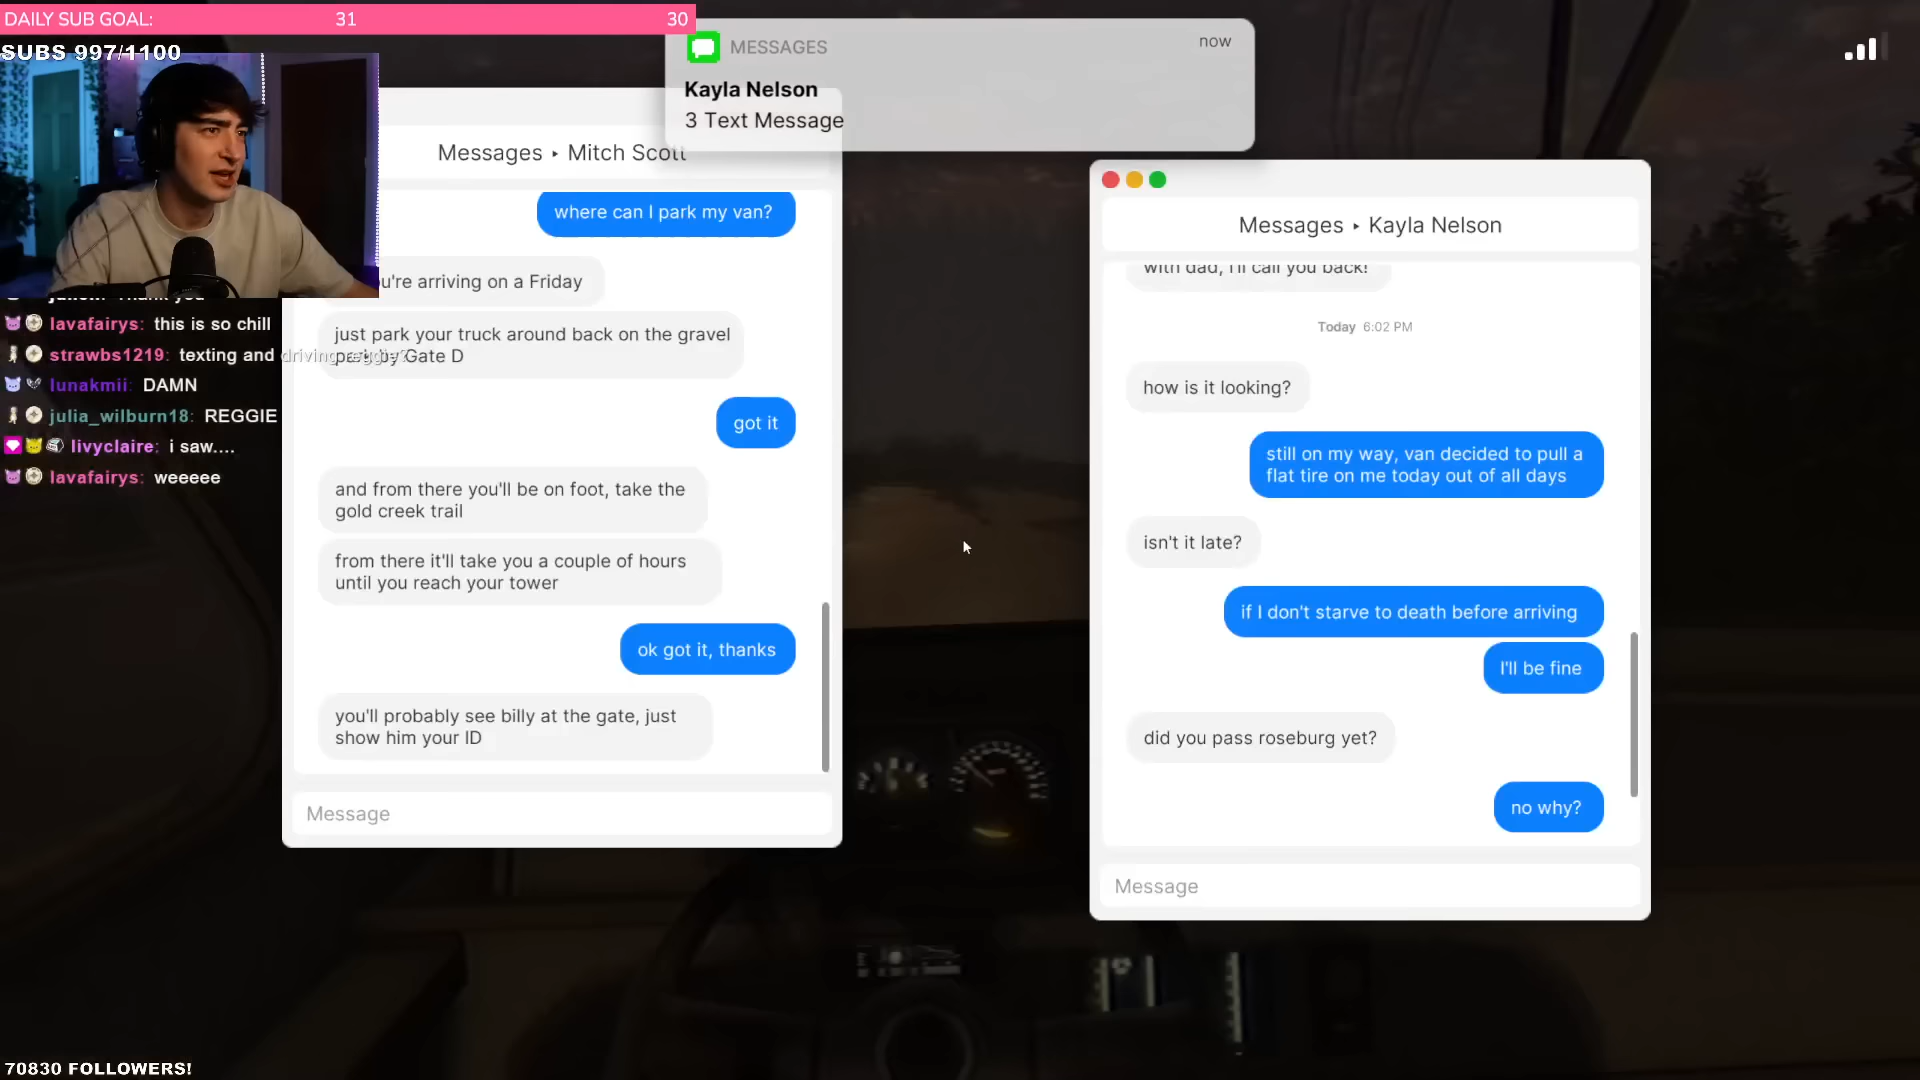 DAILY SUB GOAL: 31 30
SUBS 997/1100
MESSAGES now
Kayla Nelson
3 Text Message
Messages ▸ Mitch Scott
where can I park my van?
u're arriving on a Friday
just park your truck around back on the gravel
by Gate D
got it
and from there you'll be on foot, take the
gold creek trail
from there it'll take you a couple of hours
until you reach your tower
ok got it, thanks
you'll probably see billy at the gate, just
show him your ID
Message
Messages ▸ Kayla Nelson
with dad, I'll call you back!
Today 6:02 PM
how is it looking?
still on my way, van decided to pull a
flat tire on me today out of all days
isn't it late?
if I don't starve to death before arriving
I'll be fine
did you pass roseburg yet?
no why?
Message
lavafairys: this is so chill
strawbs1219: texting and driving reggie?
lunakmii: DAMN
julia_wilburn18: REGGIE
livyclaire: i saw....
lavafairys: weeeee
70830 FOLLOWERS!